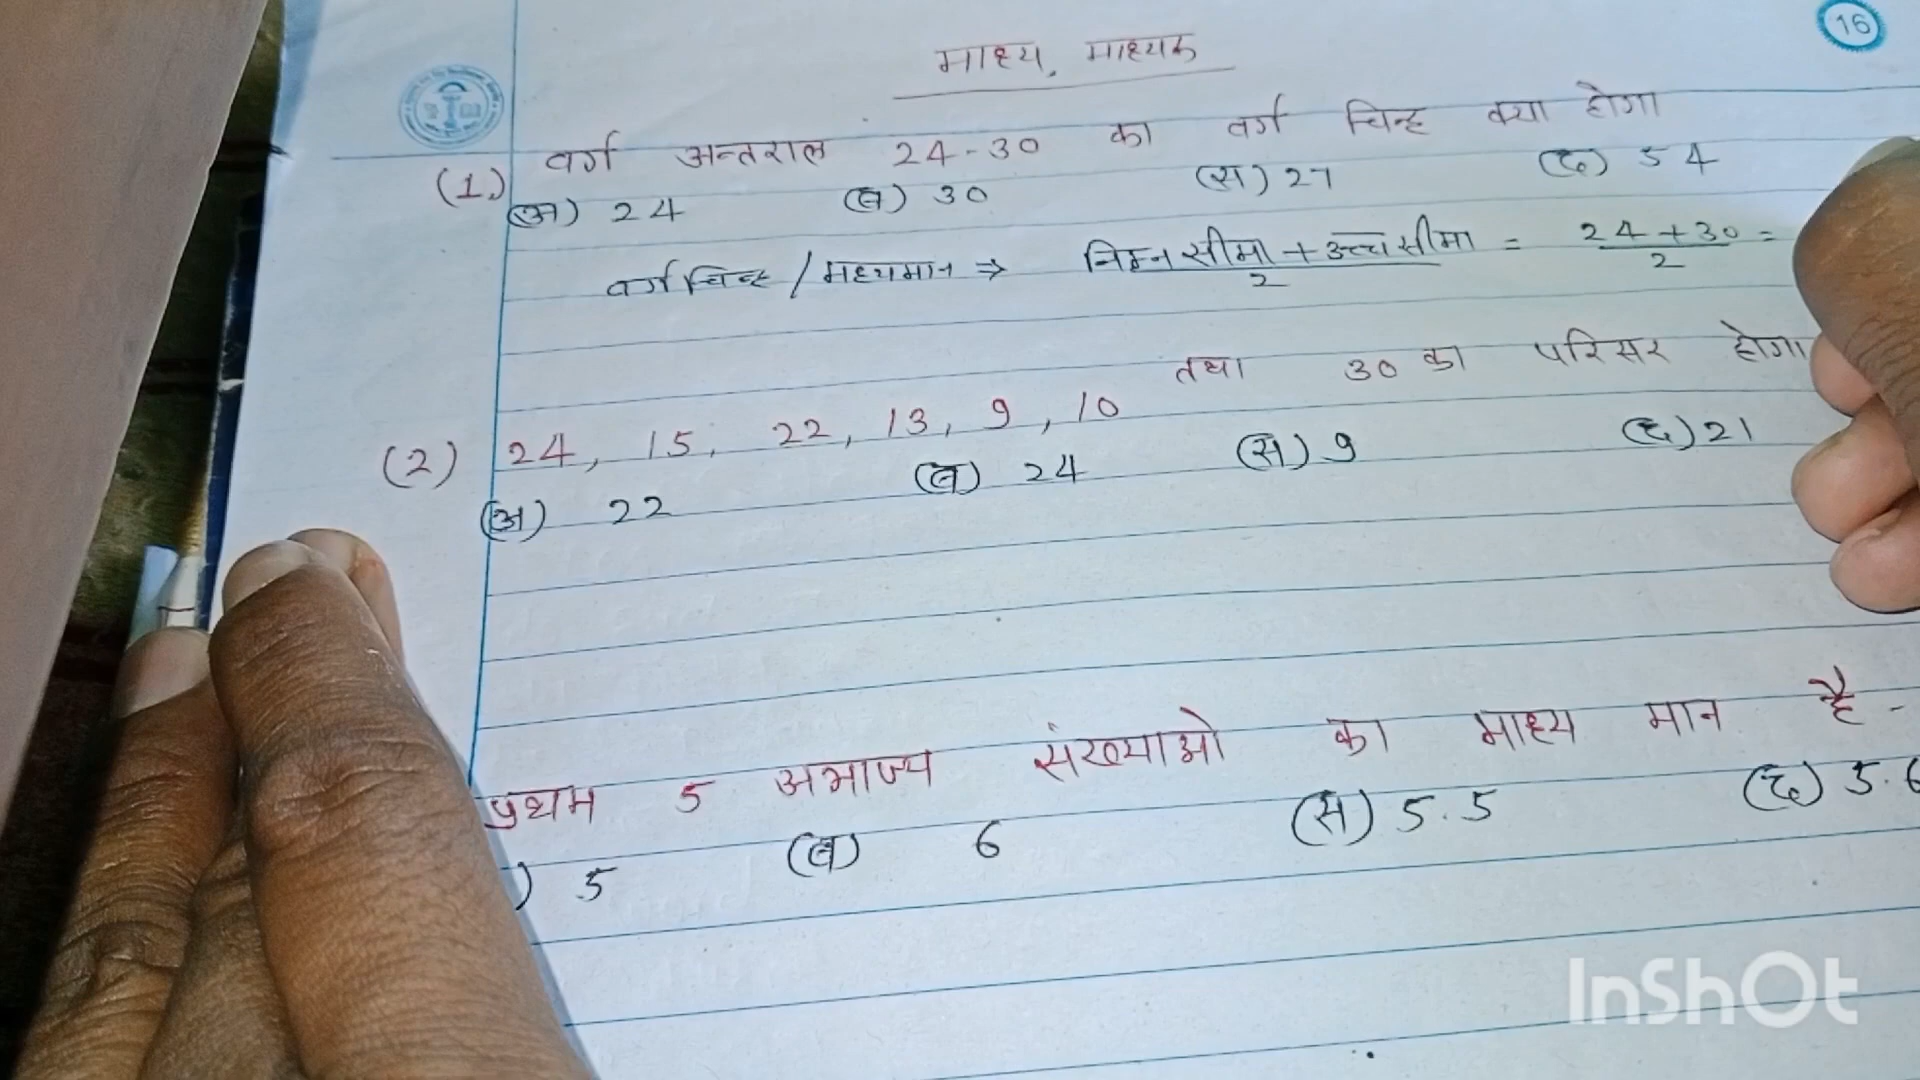 16
माध्य, माध्यक
(1.) वर्ग अन्तराल 24-30 का वर्ग चिन्ह क्या होगा
(अ) 24 (ब) 30 (स) 27 (द) 54
वर्ग चिन्ह / मध्यमान ⇒ निम्न सीमा + उच्च सीमा / 2 = 24 + 30 / 2 =
(2) 24, 15, 22, 13, 9, 10 तथा 30 का परिसर होगा
(अ) 22 (ब) 24 (स) 9 (द) 21
प्रथम 5 अभाज्य संख्याओ का माध्य मान है -
) 5 (ब) 6 (स) 5.5 (द) 5.6
InShOt